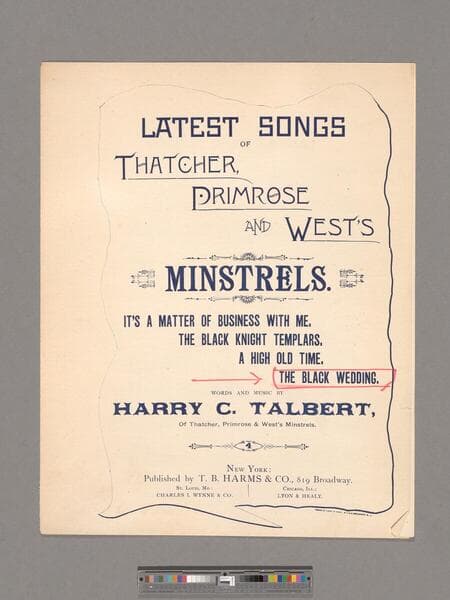 LATEST SONGS
OF
THATCHER,
PRIMROSE
AND WEST'S
MINSTRELS.
IT'S A MATTER OF BUSINESS WITH ME.
THE BLACK KNIGHT TEMPLARS.
A HIGH OLD TIME.
THE BLACK WEDDING.
WORDS AND MUSIC BY
HARRY C. TALBERT,
Of Thatcher, Primrose & West's Minstrels.
4
NEW YORK:
Published by T. B. HARMS & CO., 819 Broadway.
St. Louis, Mo.: Chicago, Ill.:
CHARLES I. WYNNE & CO. LYON & HEALY.